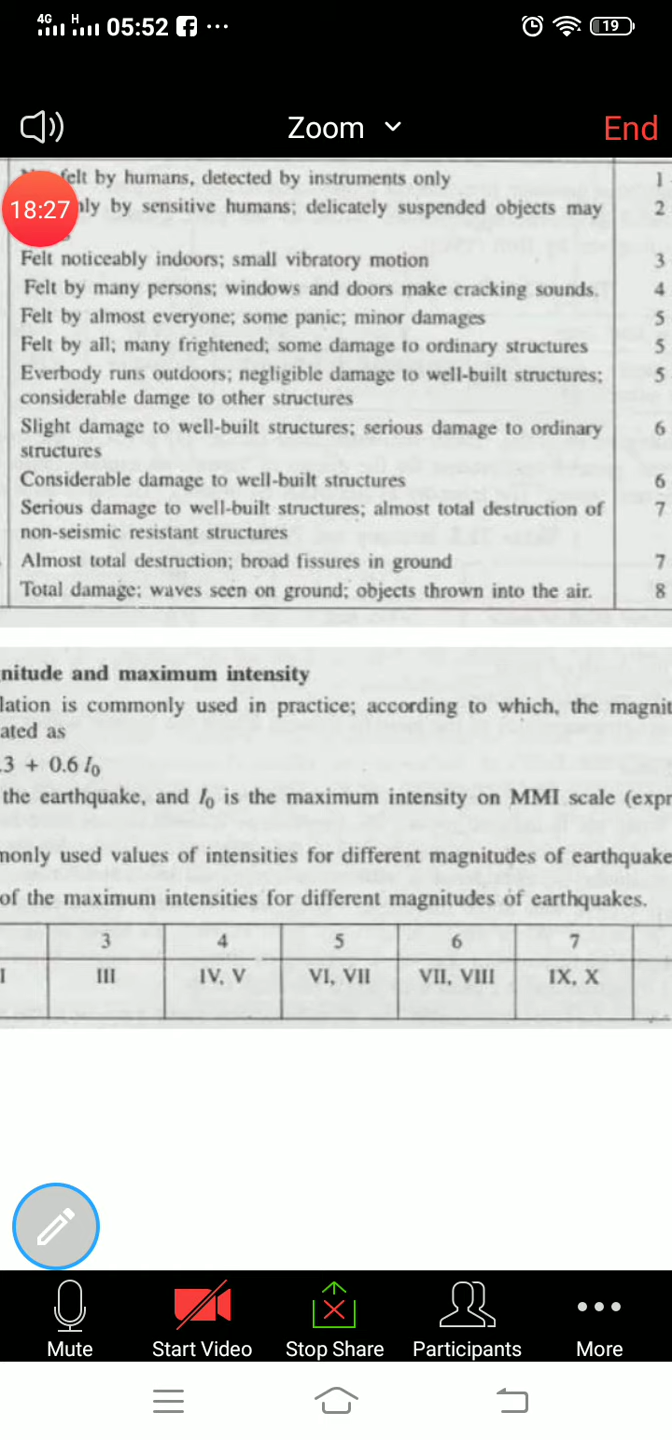 4G H 05:52 ... 19
Zoom End
felt by humans, detected by instruments only 1
18:27 by sensitive humans; delicately suspended objects may 2
Felt noticeably indoors; small vibratory motion 3
Felt by many persons; windows and doors make cracking sounds. 4
Felt by almost everyone; some panic; minor damages 5
Felt by all; many frightened; some damage to ordinary structures 5
Everbody runs outdoors; negligible damage to well-built structures; 5
considerable damge to other structures
Slight damage to well-built structures; serious damage to ordinary 6
structures
Considerable damage to well-built structures 6
Serious damage to well-built structures; almost total destruction of 7
non-seismic resistant structures
Almost total destruction; broad fissures in ground 7
Total damage; waves seen on ground; objects thrown into the air. 8
nitude and maximum intensity
lation is commonly used in practice; according to which, the magnit
ated as
.3 + 0.6 I0
the earthquake, and I0 is the maximum intensity on MMI scale (expr
monly used values of intensities for different magnitudes of earthquake
of the maximum intensities for different magnitudes of earthquakes.
3 4 5 6 7
I III IV, V VI, VII VII, VIII IX, X
Mute Start Video Stop Share Participants More